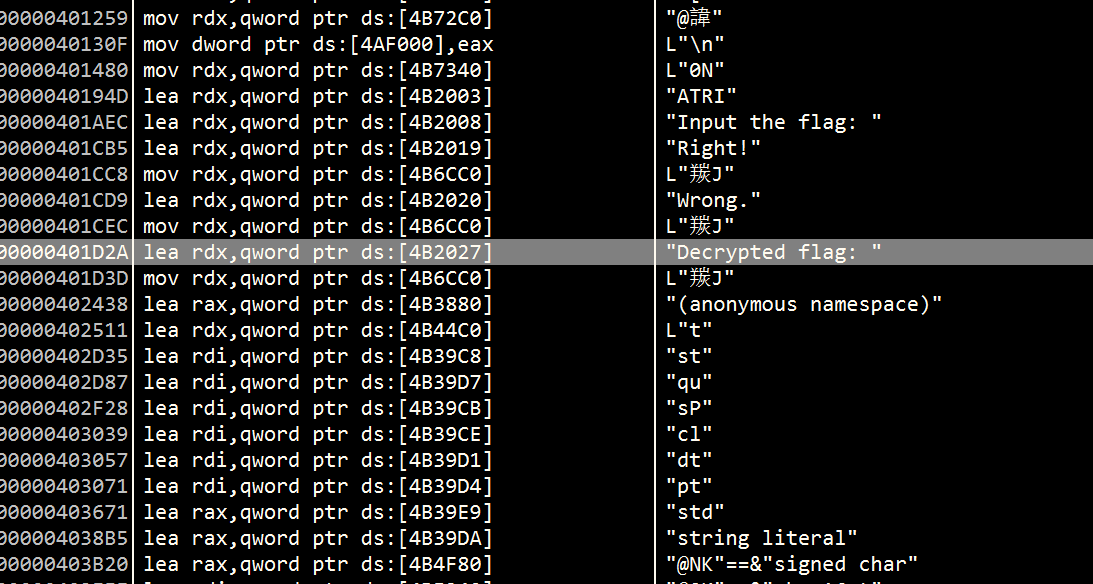 00000401259 mov rdx,qword ptr ds:[4B72C0] "@諱"
0000040130F mov dword ptr ds:[4AF000],eax L"\n"
00000401480 mov rdx,qword ptr ds:[4B7340] L"0N"
0000040194D lea rdx,qword ptr ds:[4B2003] "ATRI"
00000401AEC lea rdx,qword ptr ds:[4B2008] "Input the flag: "
00000401CB5 lea rdx,qword ptr ds:[4B2019] "Right!"
00000401CC8 mov rdx,qword ptr ds:[4B6CC0] L"羰J"
00000401CD9 lea rdx,qword ptr ds:[4B2020] "Wrong."
00000401CEC mov rdx,qword ptr ds:[4B6CC0] L"羰J"
00000401D2A lea rdx,qword ptr ds:[4B2027] "Decrypted flag: "
00000401D3D mov rdx,qword ptr ds:[4B6CC0] L"羰J"
00000402438 lea rax,qword ptr ds:[4B3880] "(anonymous namespace)"
00000402511 lea rdx,qword ptr ds:[4B44C0] L"t"
00000402D35 lea rdi,qword ptr ds:[4B39C8] "st"
00000402D87 lea rdi,qword ptr ds:[4B39D7] "qu"
00000402F28 lea rdi,qword ptr ds:[4B39CB] "sP"
00000403039 lea rdi,qword ptr ds:[4B39CE] "cl"
00000403057 lea rdi,qword ptr ds:[4B39D1] "dt"
00000403071 lea rdi,qword ptr ds:[4B39D4] "pt"
00000403671 lea rax,qword ptr ds:[4B39E9] "std"
000004038B5 lea rax,qword ptr ds:[4B39DA] "string literal"
00000403B20 lea rax,qword ptr ds:[4B4F80] "@NK"==&"signed char"